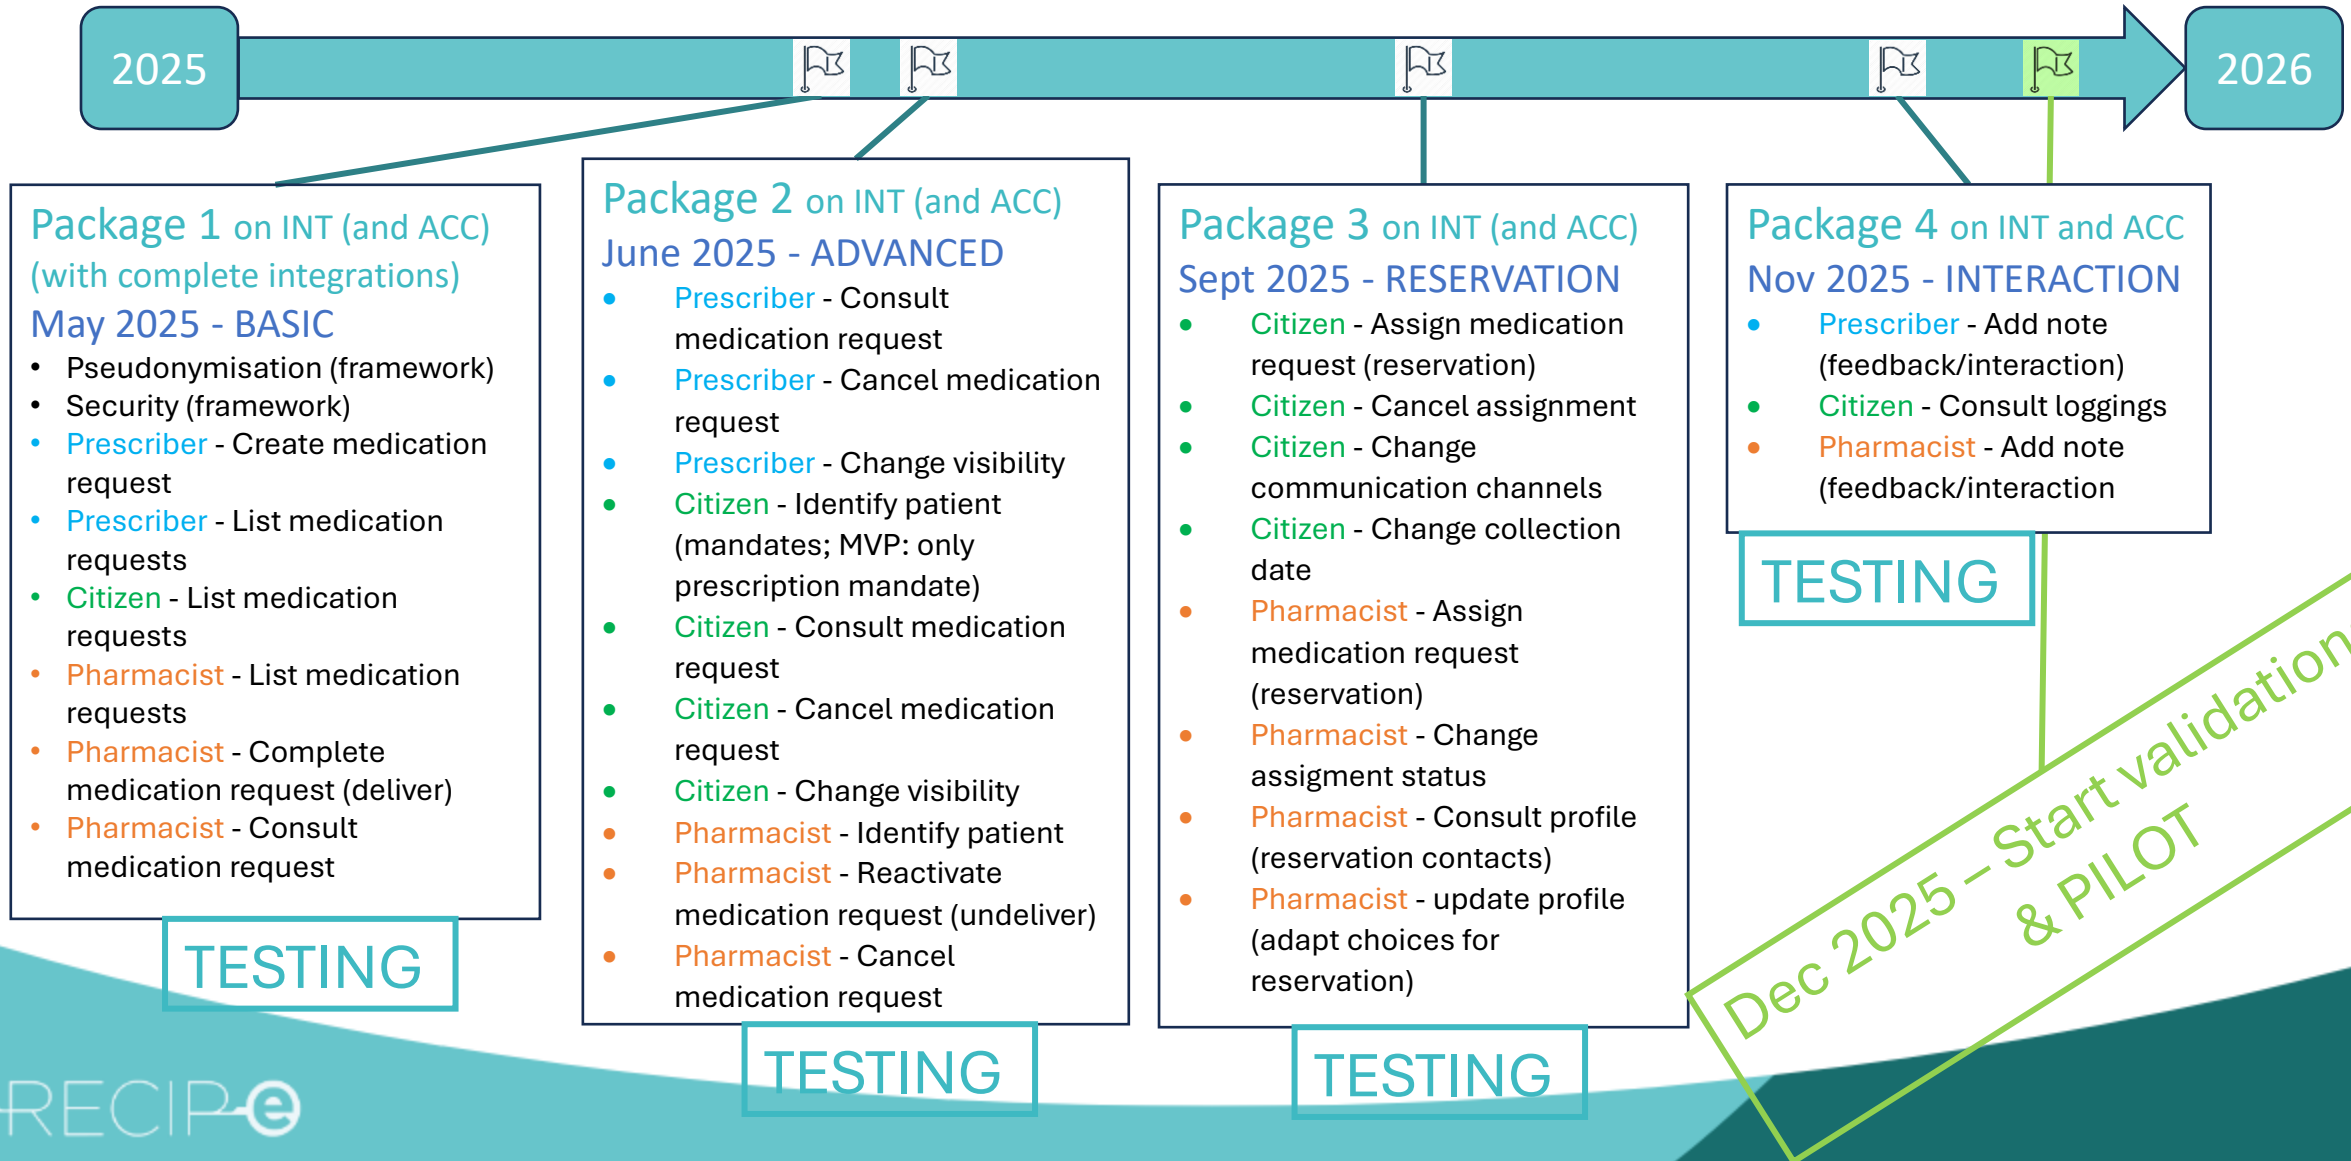 2025
2026
Package 1 on INT (and ACC)
(with complete integrations)
May 2025 - BASIC
• Pseudonymisation (framework)
• Security (framework)
• Prescriber - Create medication
request
• Prescriber - List medication
requests
• Citizen - List medication
requests
• Pharmacist - List medication
requests
• Pharmacist - Complete
medication request (deliver)
• Pharmacist - Consult
medication request
TESTING
Package 2 on INT (and ACC)
June 2025 - ADVANCED
• Prescriber - Consult
medication request
• Prescriber - Cancel medication
request
• Prescriber - Change visibility
• Citizen - Identify patient
(mandates; MVP: only
prescription mandate)
• Citizen - Consult medication
request
• Citizen - Cancel medication
request
• Citizen - Change visibility
• Pharmacist - Identify patient
• Pharmacist - Reactivate
medication request (undeliver)
• Pharmacist - Cancel
medication request
TESTING
Package 3 on INT (and ACC)
Sept 2025 - RESERVATION
• Citizen - Assign medication
request (reservation)
• Citizen - Cancel assignment
• Citizen - Change
communication channels
• Citizen - Change collection
date
• Pharmacist - Assign
medication request
(reservation)
• Pharmacist - Change
assigment status
• Pharmacist - Consult profile
(reservation contacts)
• Pharmacist - update profile
(adapt choices for
reservation)
TESTING
Package 4 on INT and ACC
Nov 2025 - INTERACTION
• Prescriber - Add note
(feedback/interaction)
• Citizen - Consult loggings
• Pharmacist - Add note
(feedback/interaction
TESTING
Dec 2025 – Start validation
& PILOT
RECIP-e